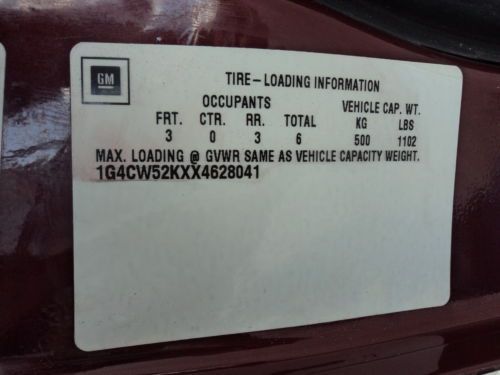 GM
TIRE-LOADING INFORMATION
OCCUPANTS VEHICLE CAP. WT.
FRT. CTR. RR. TOTAL KG LBS
3 0 3 6 500 1102
MAX. LOADING @ GVWR SAME AS VEHICLE CAPACITY WEIGHT.
1G4CW52KXX4628041